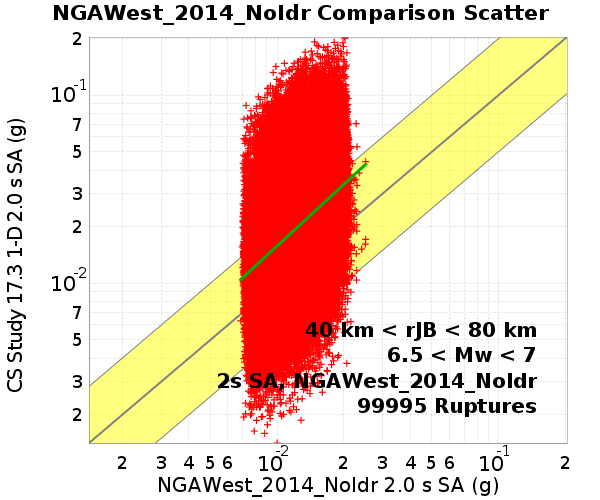 NGAWest_2014_NoIdr Comparison Scatter
CS Study 17.3 1-D 2.0 s SA (g)
2
10-1
7
5
3
2
10-2
7
5
3
2
40 km < rJB < 80 km
6.5 < Mw < 7
2s SA, NGAWest_2014_NoIdr
99995 Ruptures
2 3 4 5 6 10-2 2 3 4 5 6 10-1 2
NGAWest_2014_NoIdr 2.0 s SA (g)